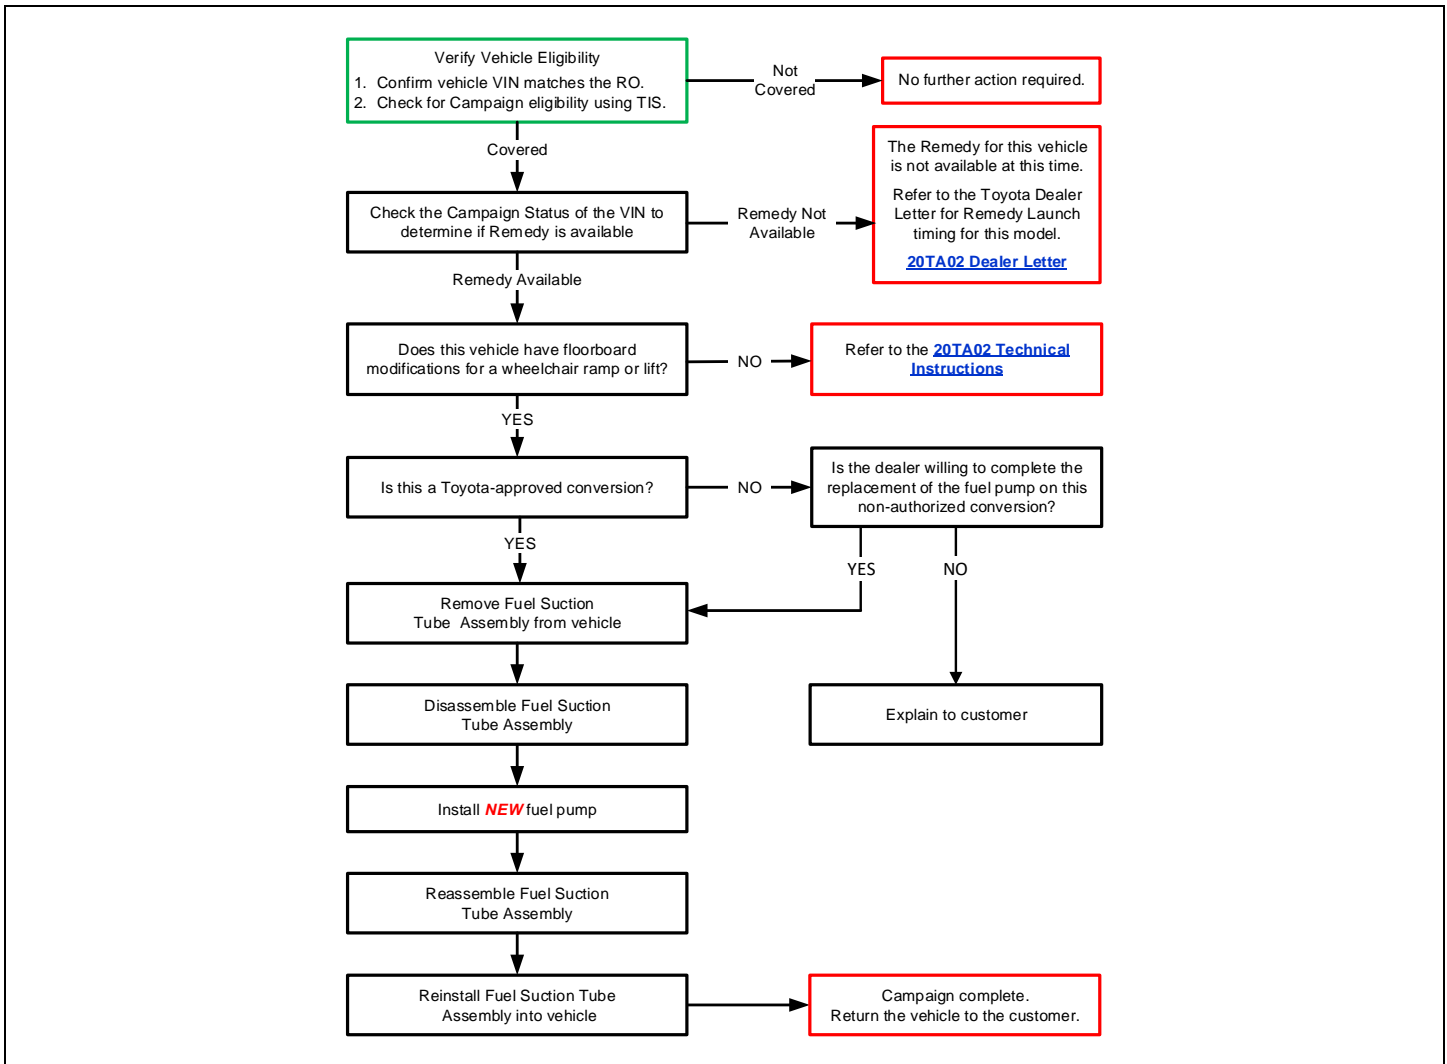 Verify Vehicle Eligibility
1. Confirm vehicle VIN matches the RO.
2. Check for Campaign eligibility using TIS.
Not
Covered
No further action required.
Covered
The Remedy for this vehicle
is not available at this time.
Refer to the Toyota Dealer
Letter for Remedy Launch
timing for this model.
20TA02 Dealer Letter
Check the Campaign Status of the VIN to
determine if Remedy is available
Remedy Not
Available
Remedy Available
Does this vehicle have floorboard
modifications for a wheelchair ramp or lift?
NO
Refer to the 20TA02 Technical
Instructions
YES
Is this a Toyota-approved conversion?
NO
Is the dealer willing to complete the
replacement of the fuel pump on this
non-authorized conversion?
YES
YES
NO
Remove Fuel Suction
Tube Assembly from vehicle
Disassemble Fuel Suction
Tube Assembly
Explain to customer
Install NEW fuel pump
Reassemble Fuel Suction
Tube Assembly
Reinstall Fuel Suction Tube
Assembly into vehicle
Campaign complete.
Return the vehicle to the customer.